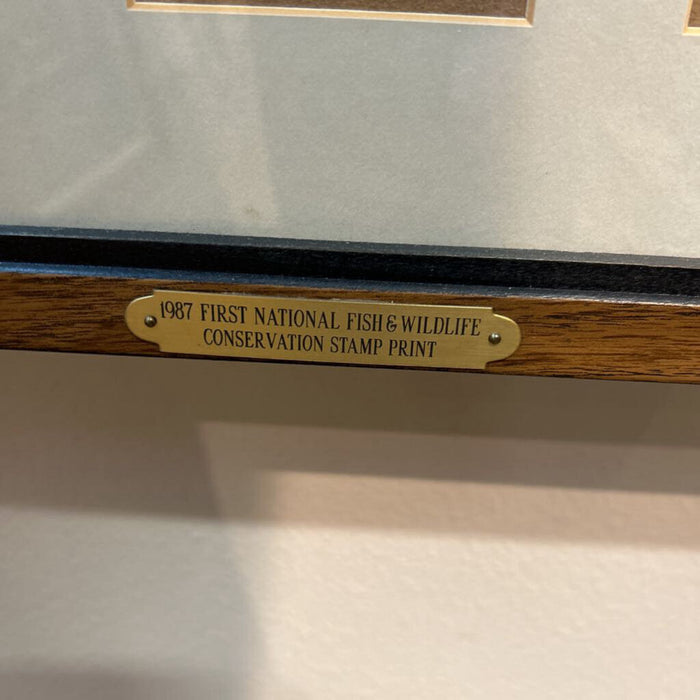 1987 FIRST NATIONAL FISH & WILDLIFE
CONSERVATION STAMP PRINT